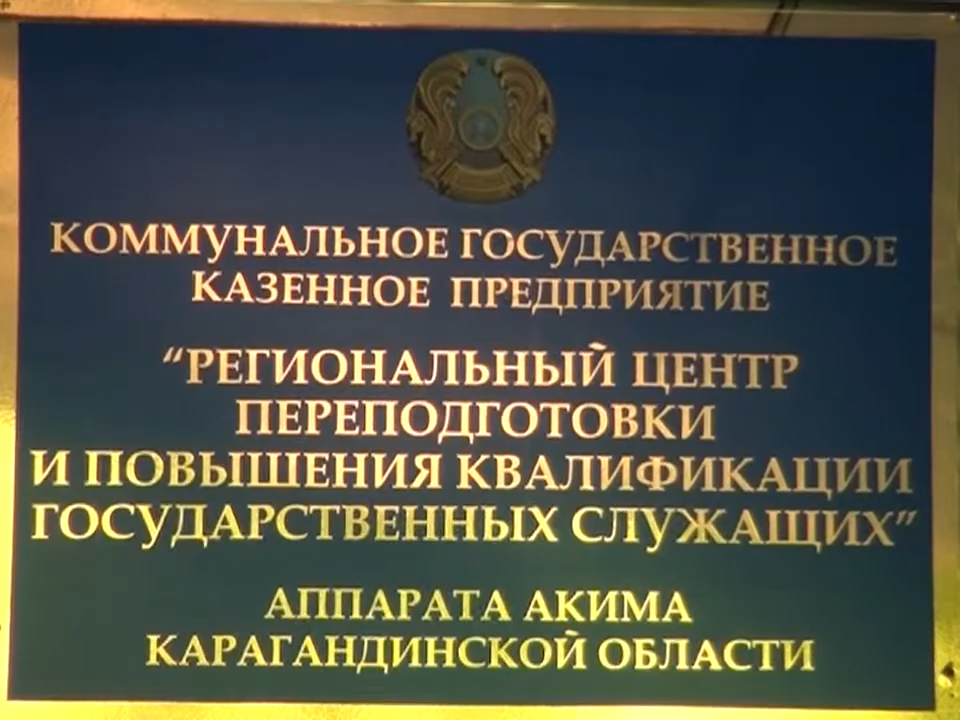 КОММУНАЛЬНОЕ ГОСУДАРСТВЕННОЕ
КАЗЕННОЕ ПРЕДПРИЯТИЕ
“РЕГИОНАЛЬНЫЙ ЦЕНТР
ПЕРЕПОДГОТОВКИ
И ПОВЫШЕНИЯ КВАЛИФИКАЦИИ
ГОСУДАРСТВЕННЫХ СЛУЖАЩИХ”
АППАРАТА АКИМА
КАРАГАНДИНСКОЙ ОБЛАСТИ